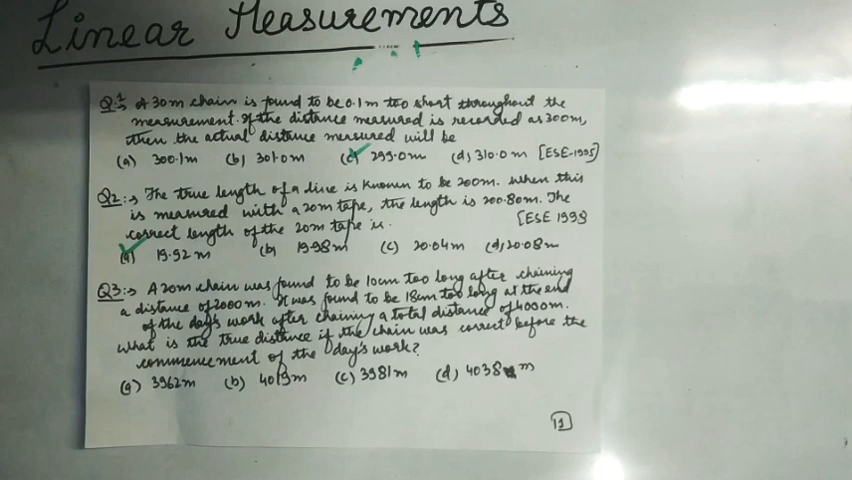 Linear Measurements
Q.1 :→ A 30m chain is found to be 0.1m too short throughout the
measurement. If the distance measured is recorded as 300m,
then the actual distance measured will be
(a) 300.1m (b) 301.0m (c) 299.0m (d) 310.0m [ESE-1995]
Q2 :→ The true length of a line is known to be 200m. when this
is measured with a 20m tape, the length is 200.80m. The
correct length of the 20m tape is. [ESE 1998]
(a) 19.92m (b) 19.98m (c) 20.04m (d) 20.08m
Q3 :→ A 20m chain was found to be 10cm too long after chaining
a distance of 2000m. It was found to be 18cm too long at the end
of the day's work after chaining a total distance of 4000m.
What is the true distance if the chain was correct before the
commencement of the day's work?
(a) 3962m (b) 4019m (c) 3981m (d) 4038 m
11